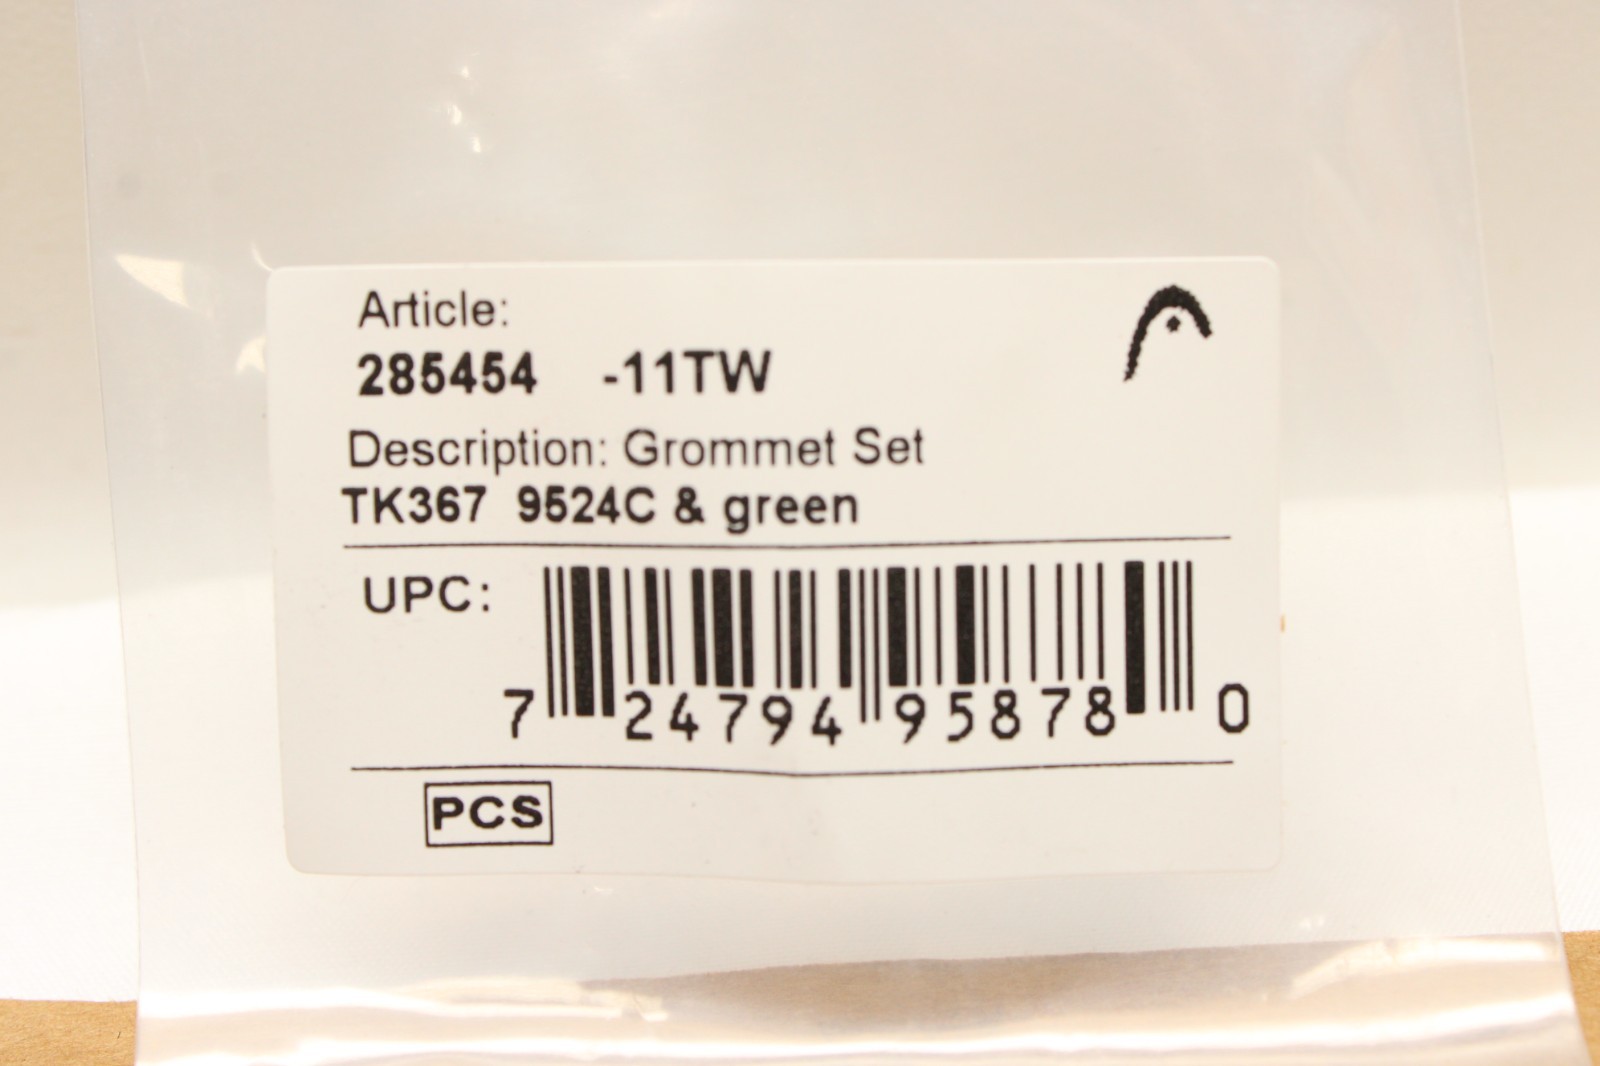 Article:
285454 -11TW
Description: Grommet Set
TK367 9524C & green
UPC:
7 24794 95878 0
PCS